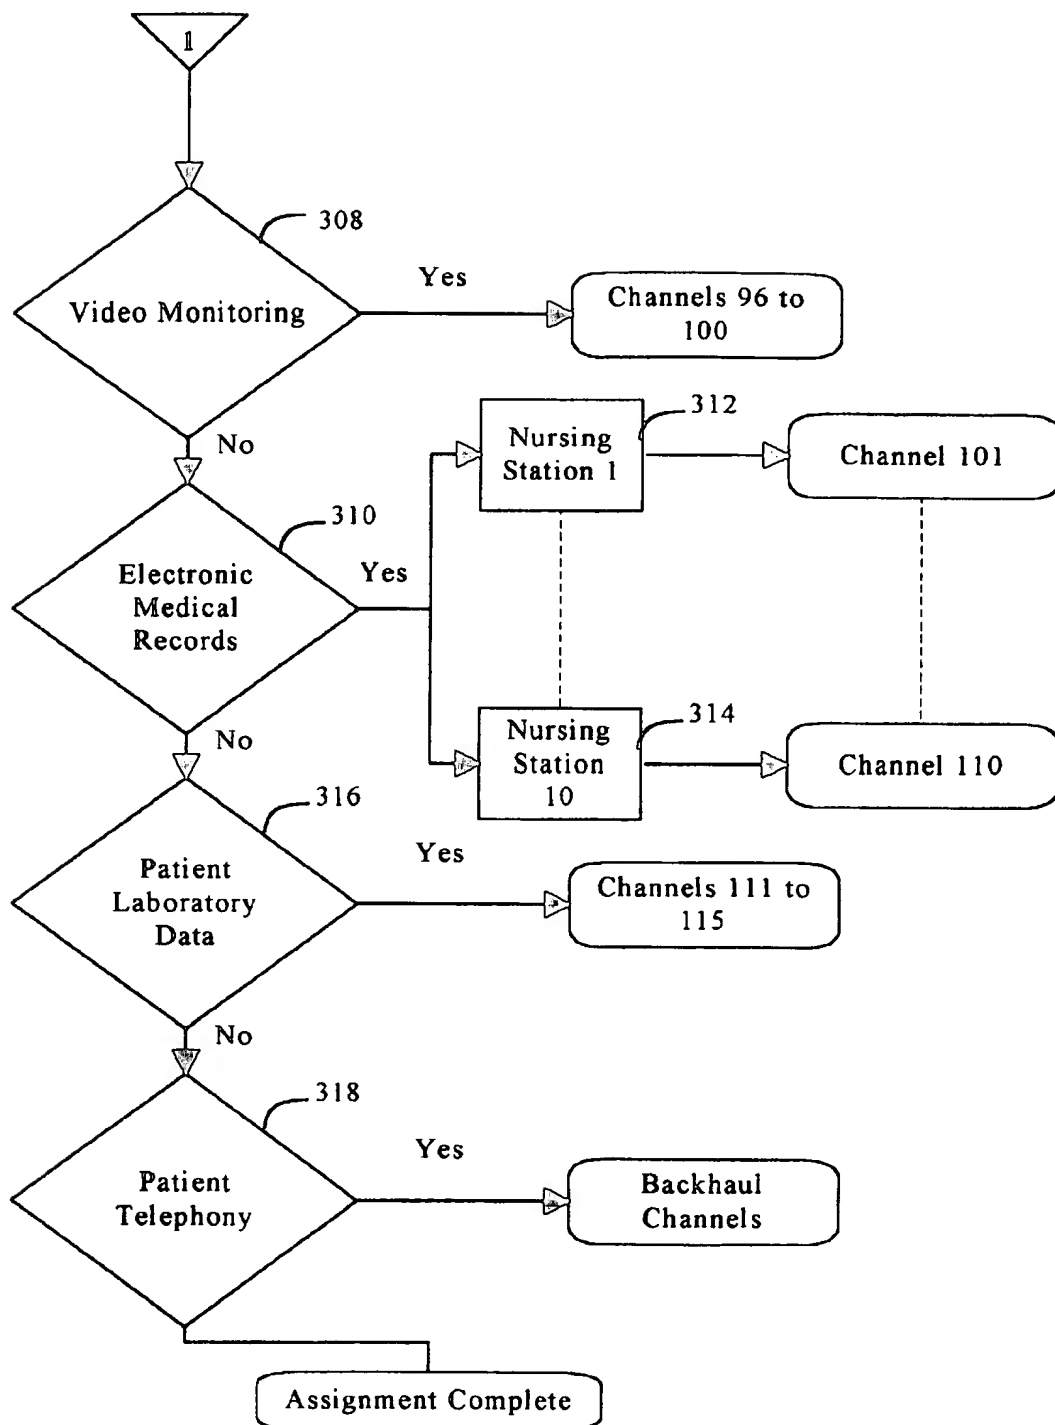 1
308
Video Monitoring
Yes
Channels 96 to
100
No
310
Electronic
Medical
Records
Yes
Nursing
Station 1
312
Channel 101
Nursing
Station
10
314
Channel 110
No
316
Patient
Laboratory
Data
Yes
Channels 111 to
115
No
318
Patient
Telephony
Yes
Backhaul
Channels
Assignment Complete